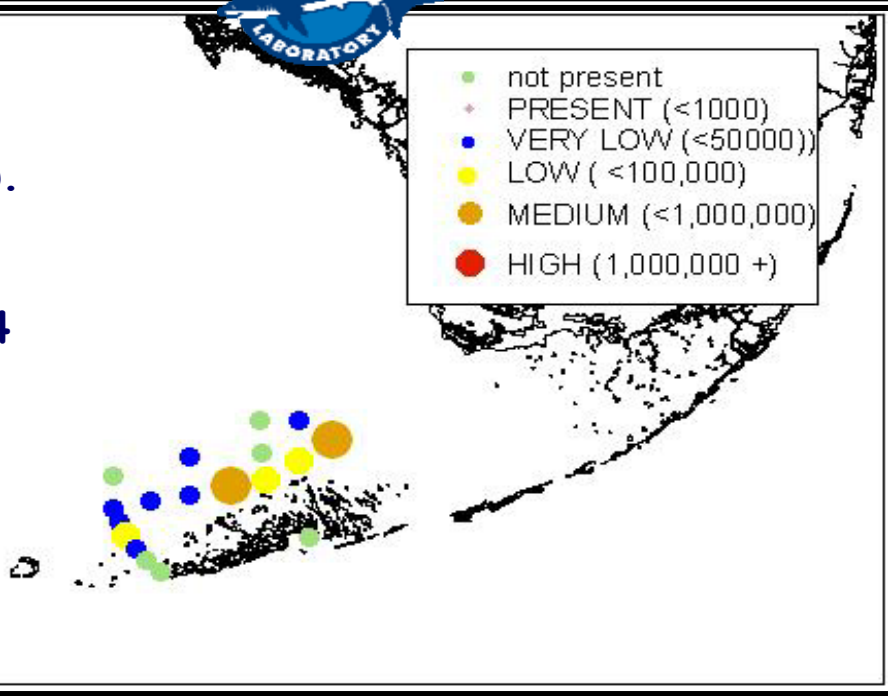 LABORATORY
not present
PRESENT (<1000)
VERY LOW (<50000))
LOW ( <100,000)
MEDIUM (<1,000,000)
HIGH (1,000,000 +)
.
4